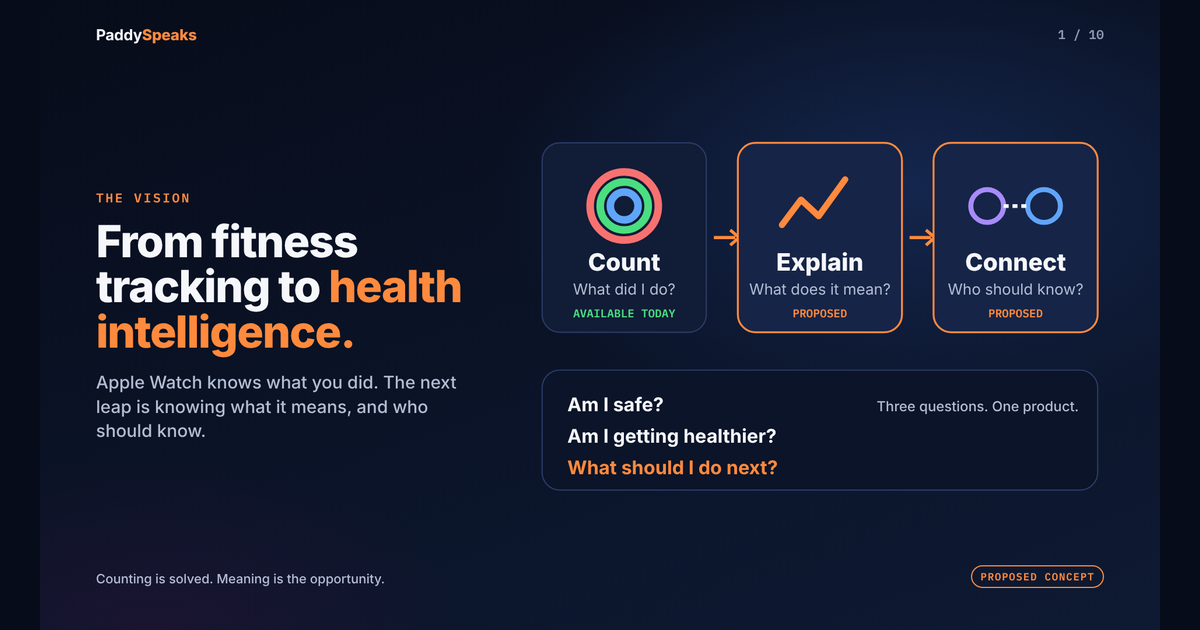 PaddySpeaks
1 / 10
THE VISION
From fitness
tracking to health
intelligence.
Apple Watch knows what you did. The next
leap is knowing what it means, and who
should know.
Count
What did I do?
AVAILABLE TODAY
Explain
What does it mean?
PROPOSED
Connect
Who should know?
PROPOSED
Am I safe?
Three questions. One product.
Am I getting healthier?
What should I do next?
Counting is solved. Meaning is the opportunity.
PROPOSED CONCEPT